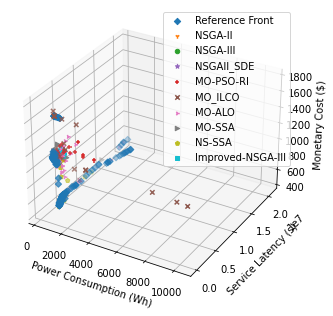 Reference Front
NSGA-II
NSGA-III
NSGAII_SDE
MO-PSO-RI
MO_ILCO
MO-ALO
MO-SSA
NS-SSA
Improved-NSGA-III
1800
1600
1400
1200
1000
800
600
400
Monetary Cost ($)
0
2000
4000
6000
8000
10000
Power Consumption (Wh)
0.0
0.5
1.0
1.5
2.0
Service Latency (s)